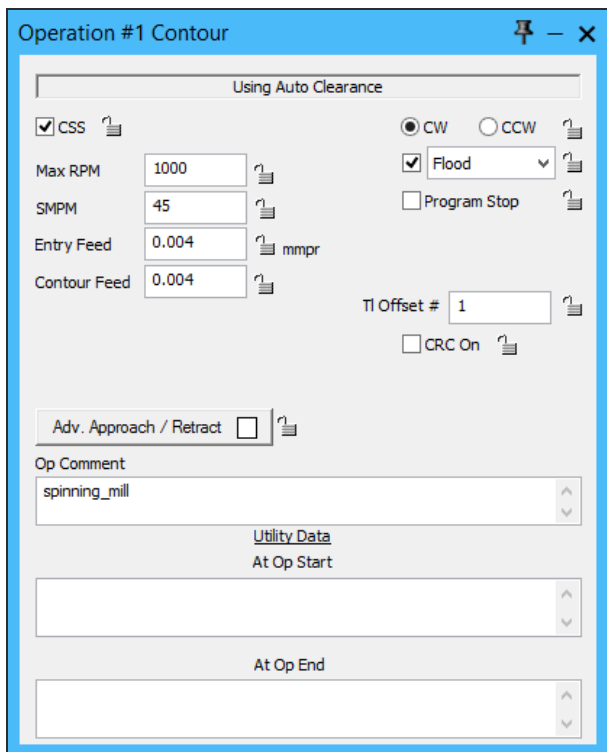 Operation #1 Contour
Using Auto Clearance
CSS
CW CCW
Max RPM 1000
Flood
SMPM 45
Program Stop
Entry Feed 0.004 mmpr
Contour Feed 0.004
Tl Offset # 1
CRC On
Adv. Approach / Retract
Op Comment
spinning_mill
Utility Data
At Op Start
At Op End